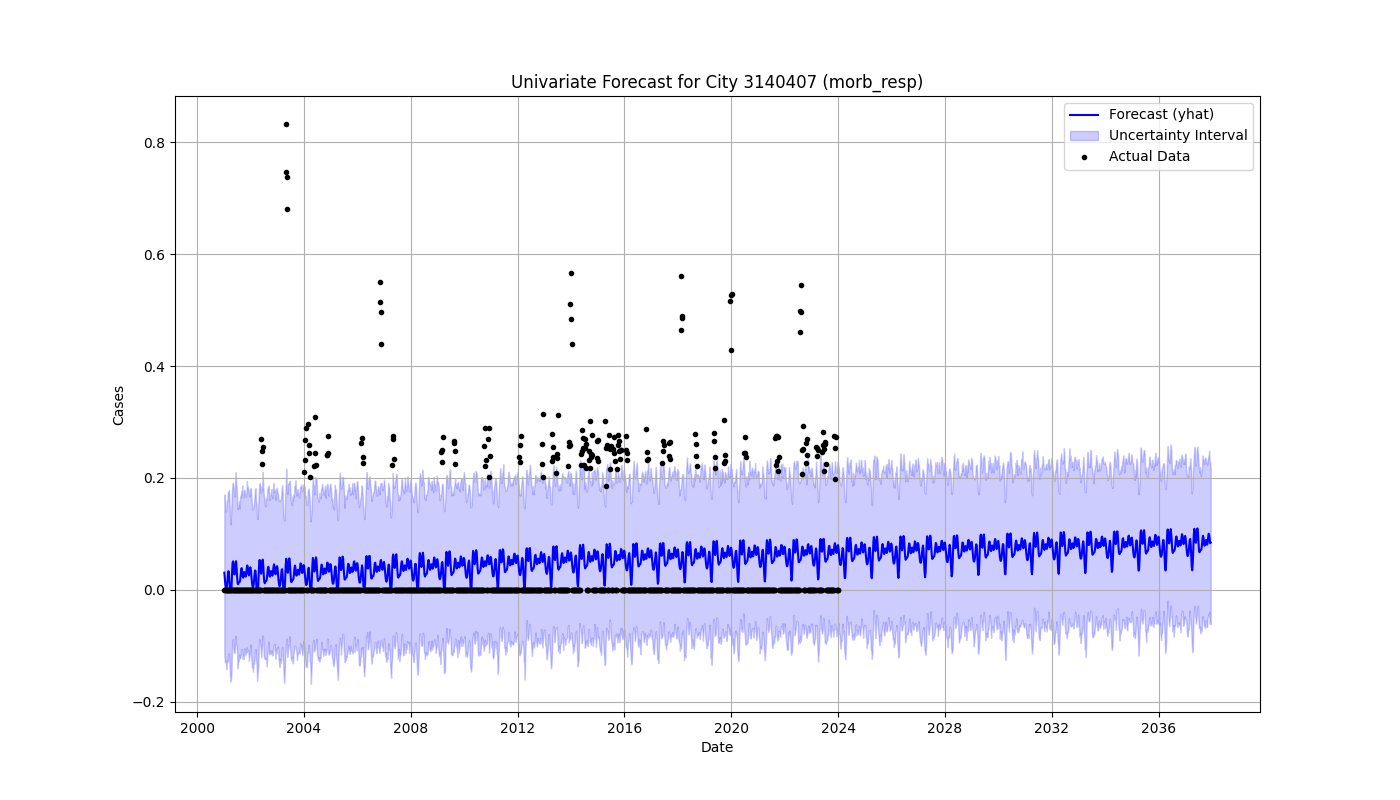 Univariate Forecast for City 3140407 (morb_resp)
Forecast (yhat)
Uncertainty Interval
Actual Data
Cases
0.8
0.6
0.4
0.2
0.0
−0.2
2000 2004 2008 2012 2016 2020 2024 2028 2032 2036
Date